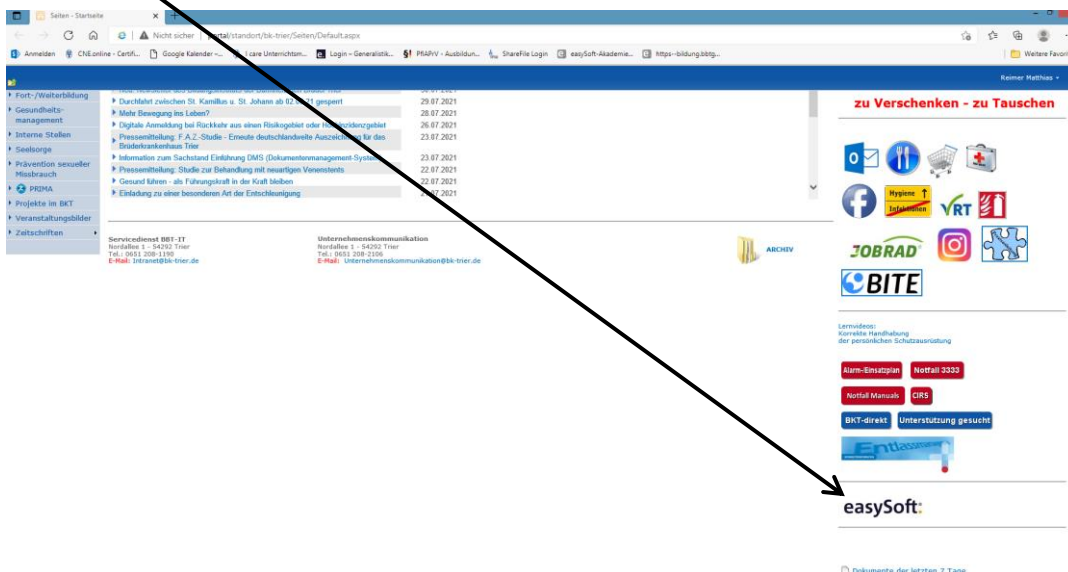 Seiten - Startseite
Nicht sicher | portal/standort/bk-trier/Seiten/Default.aspx
Anmelden
CNE.online - Certifi...
Google Kalender –...
I care Unterrichtsm...
Login – Generalistik...
PflAPrV - Ausbildun...
ShareFile Login
easySoft-Akademie...
https--bildung.bbtg...
Weitere Favori
Reimer Matthias
Fort-/Weiterbildung
Gesundheits-
management
Interne Stellen
Seelsorge
Prävention sexueller
Missbrauch
PRIMA
Projekte im BKT
Veranstaltungsbilder
Zeitschriften
Durchfahrt zwischen St. Kamillus u. St. Johann ab 02.08.21 gesperrt 29.07.2021
Mehr Bewegung ins Leben? 28.07.2021
Digitale Anmeldung bei Rückkehr aus einen Risikogebiet oder Hochinzidenzgebiet 26.07.2021
Pressemitteilung: F.A.Z.-Studie - Erneute deutschlandweite Auszeichnung für das 23.07.2021
Brüderkrankenhaus Trier
Information zum Sachstand Einführung DMS (Dokumentenmanagement-System) 23.07.2021
Pressemitteilung: Studie zur Behandlung mit neuartigen Venenstents 22.07.2021
Gesund führen - als Führungskraft in der Kraft bleiben 22.07.2021
Einladung zu einer besonderen Art der Entschleunigung
Servicedienst BBT-IT
Nordallee 1 - 54292 Trier
Tel.: 0651 208-1190
E-Mail: Intranet@bk-trier.de
Unternehmenskommunikation
Nordallee 1 - 54292 Trier
Tel.: 0651 208-2106
E-Mail: Unternehmenskommunikation@bk-trier.de
ARCHIV
zu Verschenken - zu Tauschen
Hygiene
Infektionen
VRT
JOBRAD
BITE
Lernvideos:
Korrekte Handhabung
der persönlichen Schutzausrüstung
Alarm-Einsatzplan Notfall 3333
Notfall Manuals CIRS
BKT-direkt Unterstützung gesucht
easySoft:
Dokumente der letzten 7 Tage